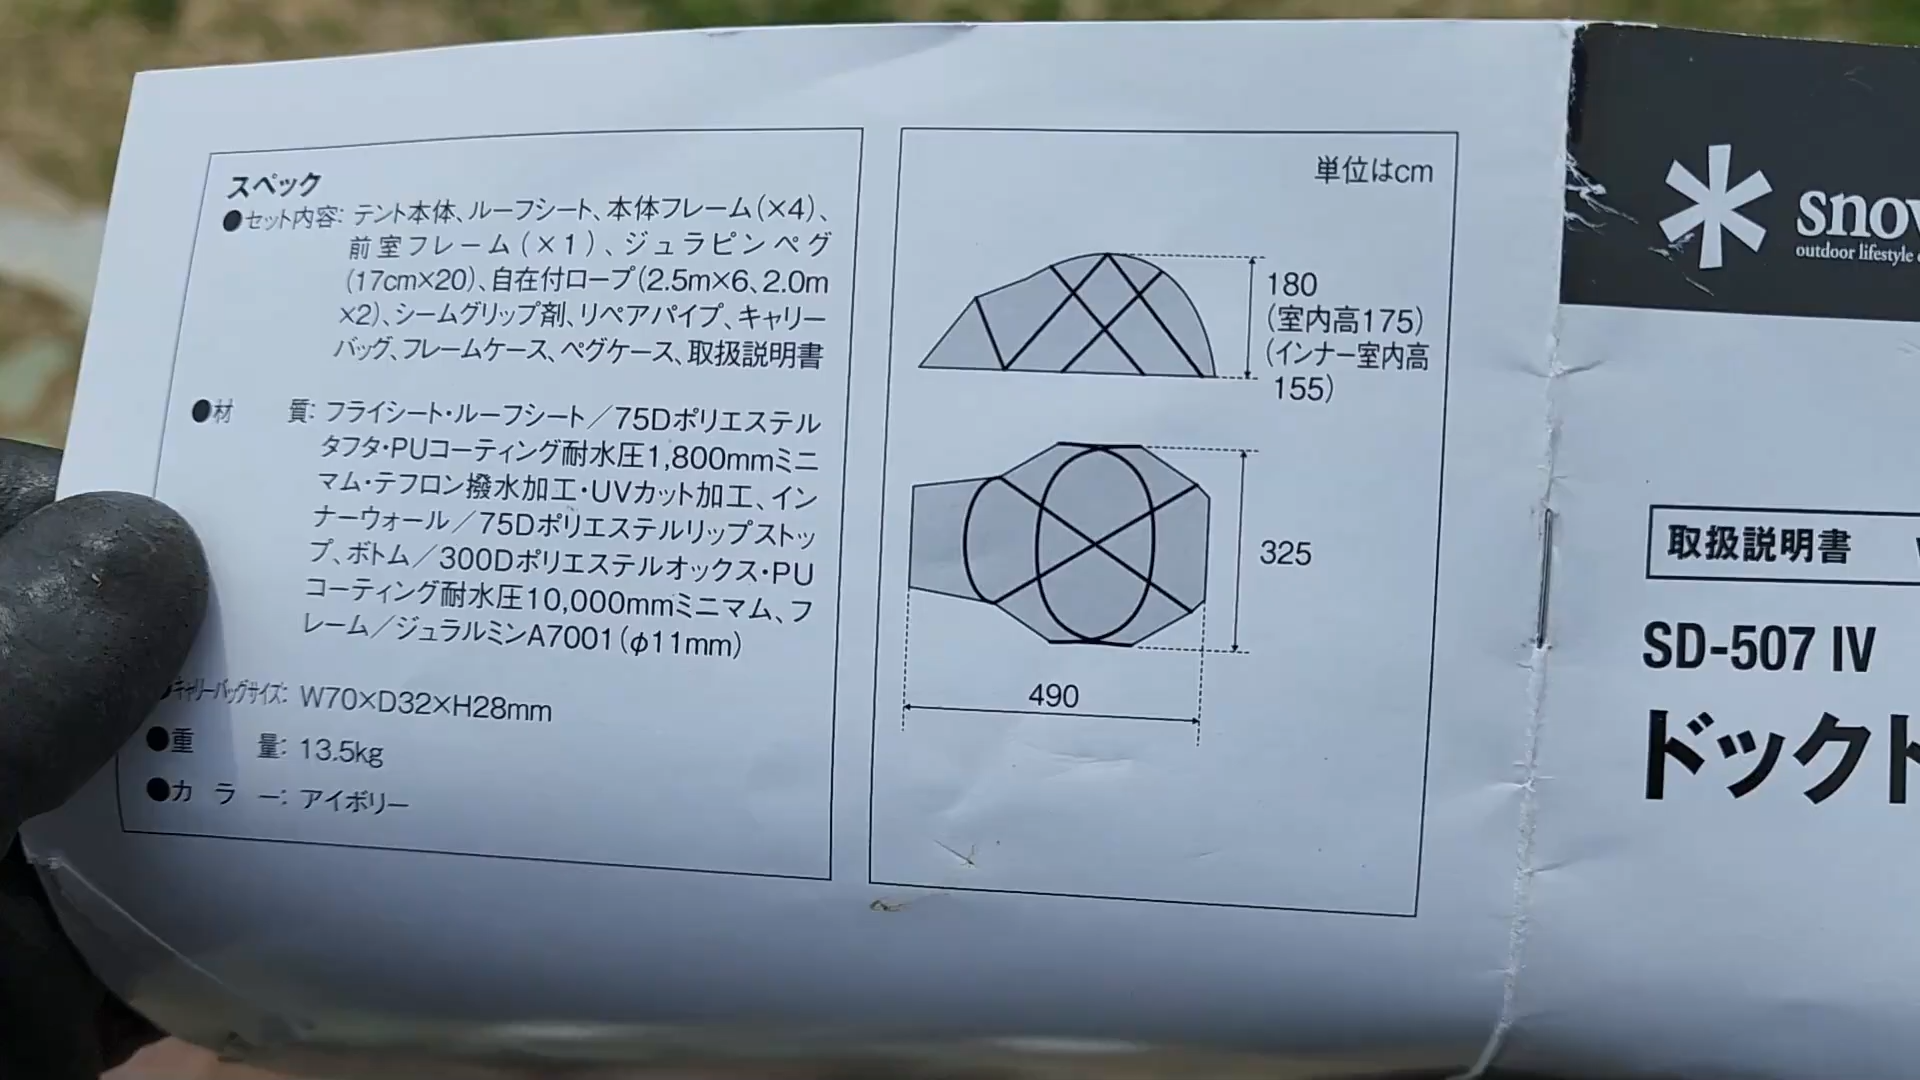 スペック
●セット内容: テント本体、ルーフシート、本体フレーム(×4)、
前室フレーム(×1)、ジュラピンペグ
(17cm×20)、自在付ロープ(2.5m×6、2.0m
×2)、シームグリップ剤、リペアパイプ、キャリー
バッグ、フレームケース、ペグケース、取扱説明書
●材 質: フライシート・ルーフシート/75Dポリエステル
タフタ・PUコーティング耐水圧1,800mmミニ
マム・テフロン撥水加工・UVカット加工、イン
ナーウォール/75Dポリエステルリップストッ
プ、ボトム/300Dポリエステルオックス・PU
コーティング耐水圧10,000mmミニマム、フ
レーム/ジュラルミンA7001(φ11mm)
●キャリーバッグサイズ: W70×D32×H28mm
●重 量: 13.5kg
●カラー: アイボリー
単位はcm
180
(室内高175)
(インナー室内高
155)
325
490
snow
outdoor lifestyle
取扱説明書
SD-507 IV
ドック